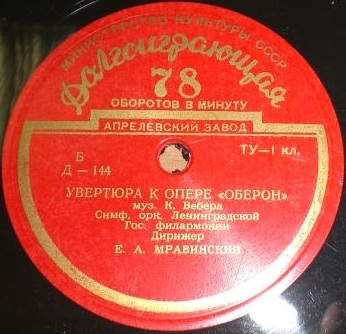 МИНИСТЕРСТВО КУЛЬТУРЫ СССР
Долгоиграющая
78
ОБОРОТОВ В МИНУТУ
АПРЕЛЕВСКИЙ ЗАВОД
Б
Д — 144
ТУ—1 кл.
УВЕРТЮРА К ОПЕРЕ «ОБЕРОН»
муз. К. Вебера
Симф. орк. Ленинградской
Гос. филармонии
Дирижер
Е. А. МРАВИНСКИЙ